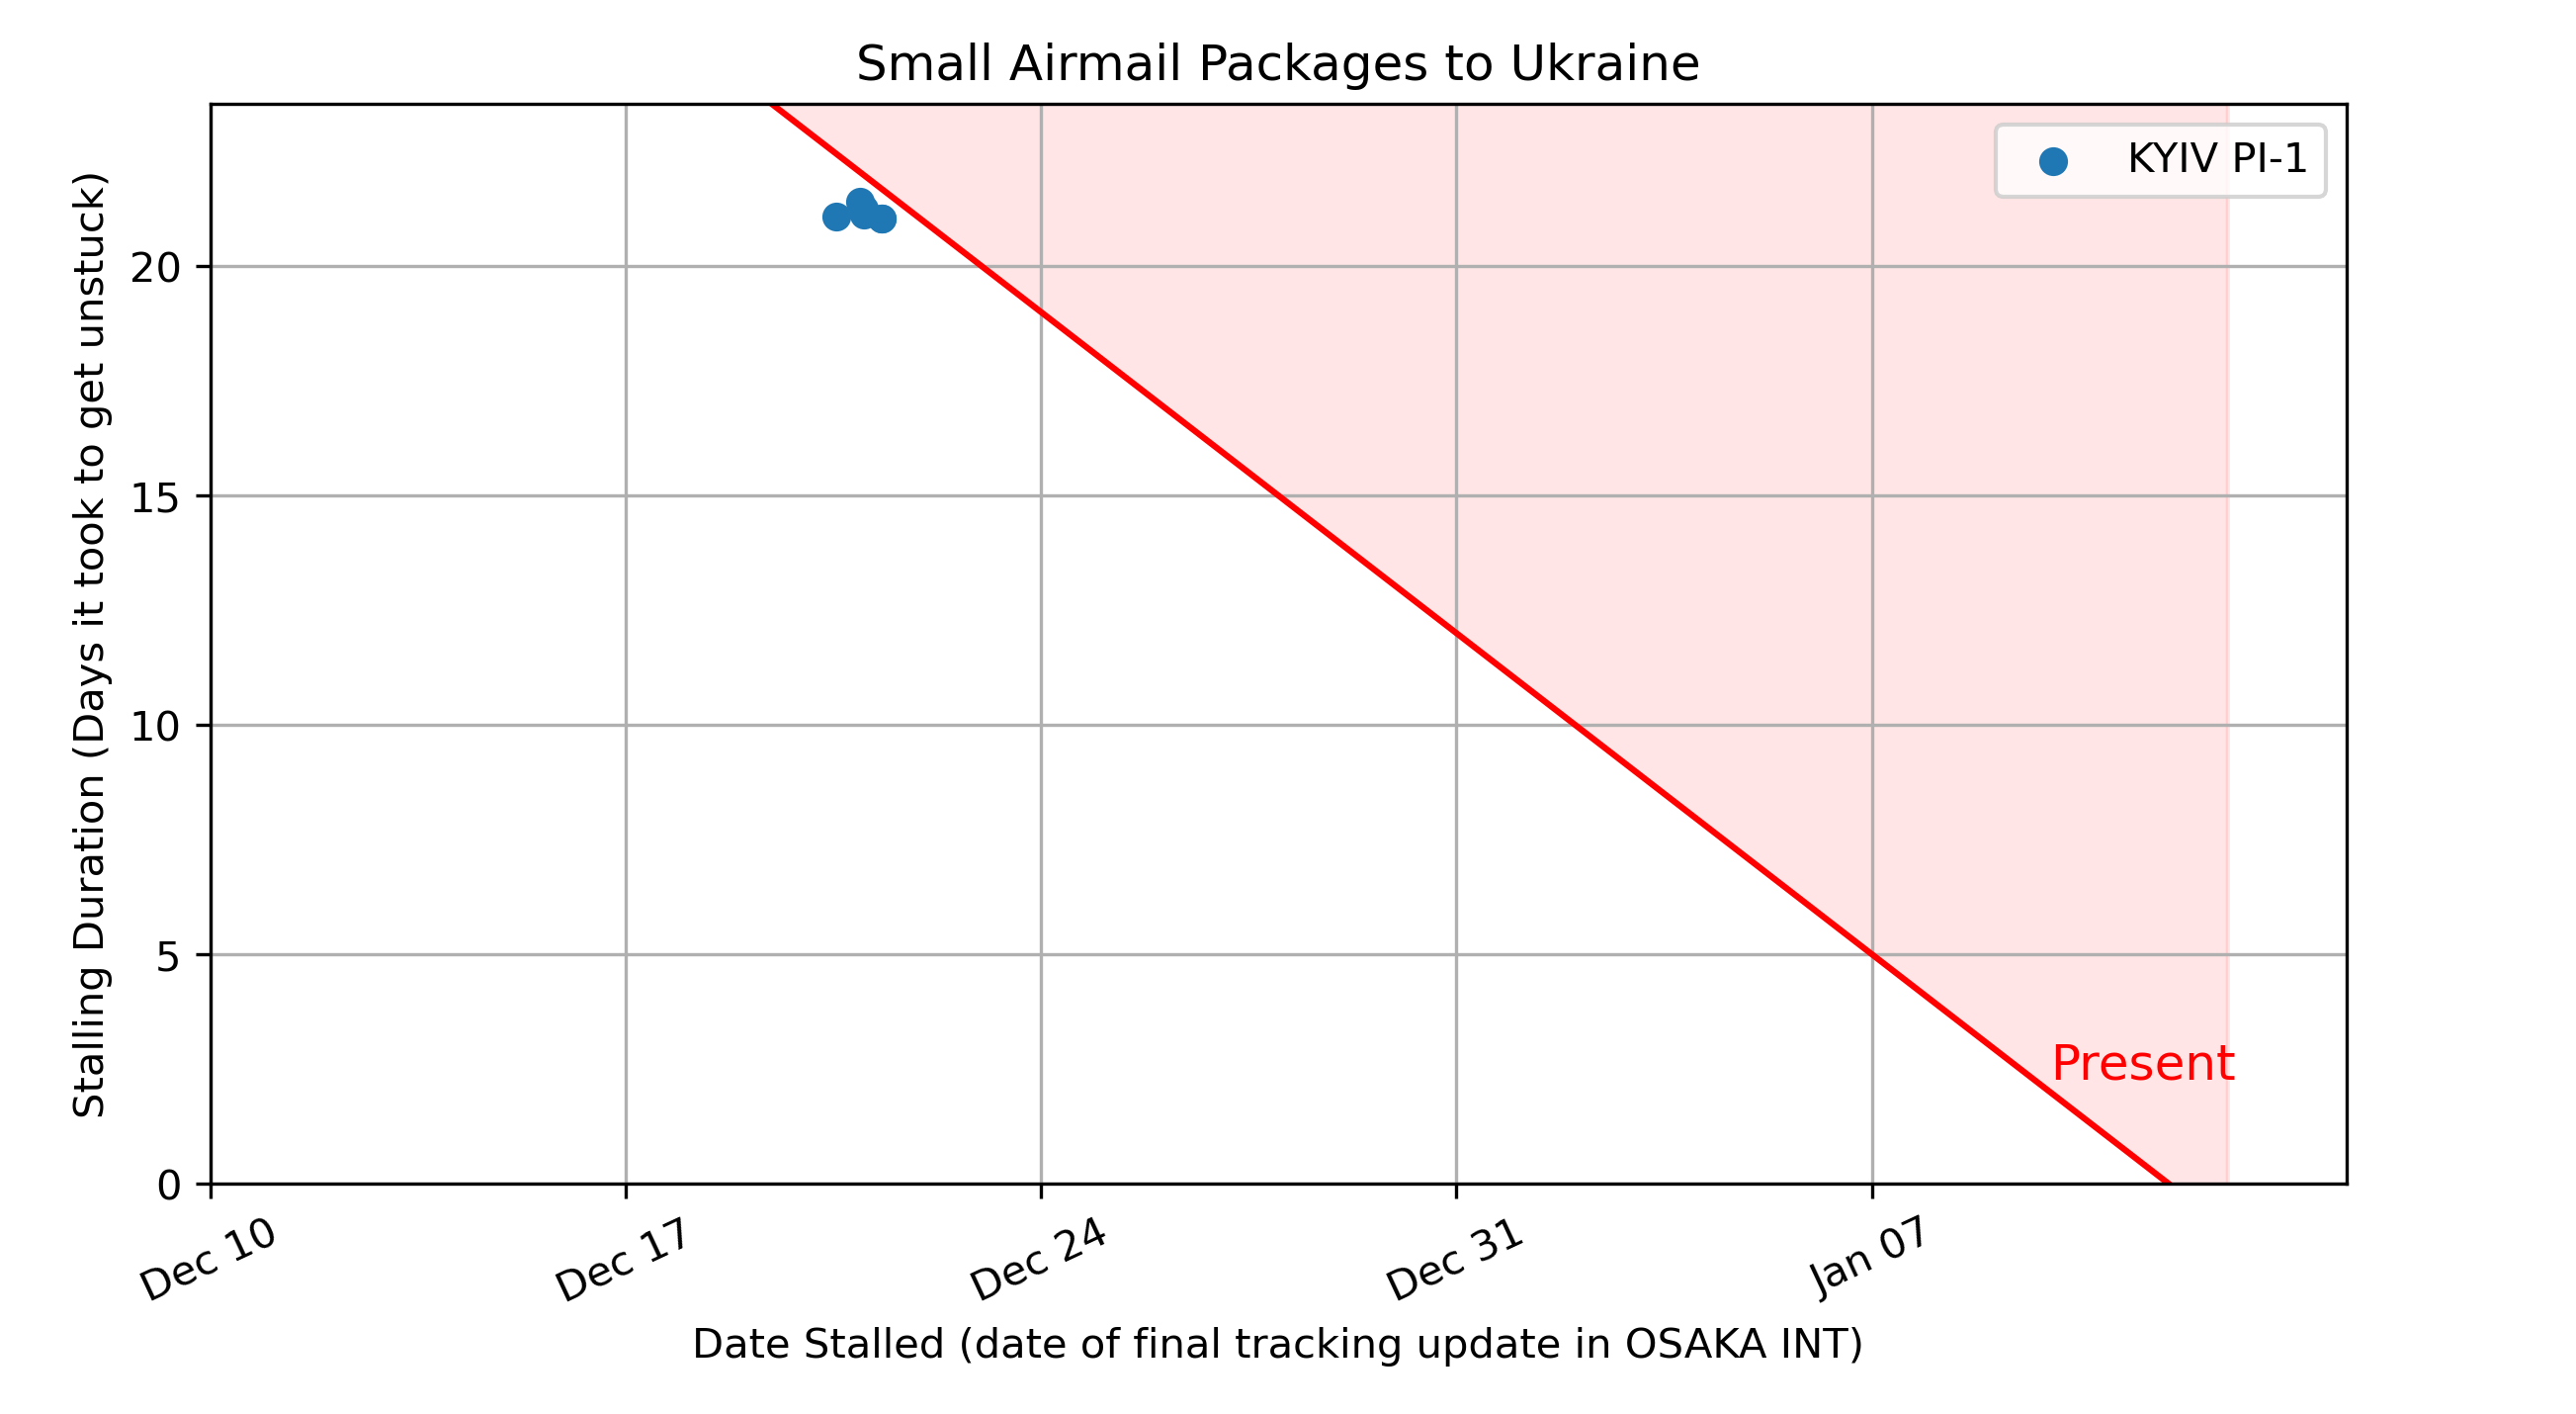 Small Airmail Packages to Ukraine
KYIV PI-1
Stalling Duration (Days it took to get unstuck)
20
15
10
5
0
Present
Dec 10
Dec 17
Dec 24
Dec 31
Jan 07
Date Stalled (date of final tracking update in OSAKA INT)